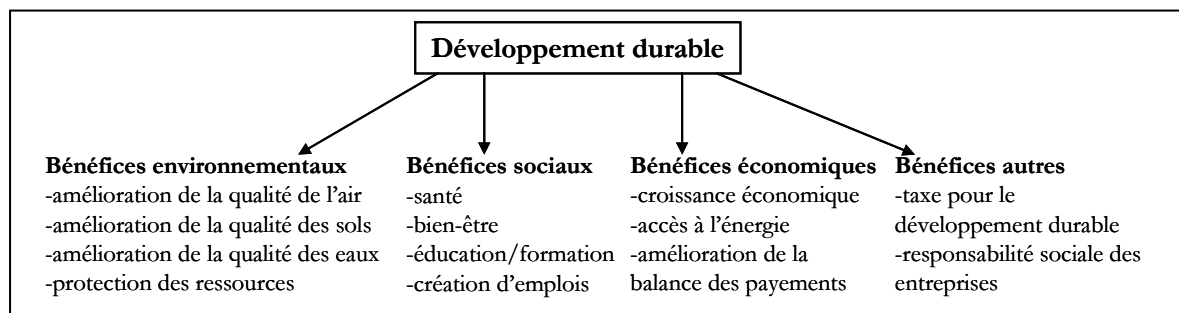 Développement durable
Bénéfices environnementaux
-amélioration de la qualité de l’air
-amélioration de la qualité des sols
-amélioration de la qualité des eaux
-protection des ressources
Bénéfices sociaux
-santé
-bien-être
-éducation/formation
-création d’emplois
Bénéfices économiques
-croissance économique
-accès à l’énergie
-amélioration de la
balance des payements
Bénéfices autres
-taxe pour le
développement durable
-responsabilité sociale des
entreprises